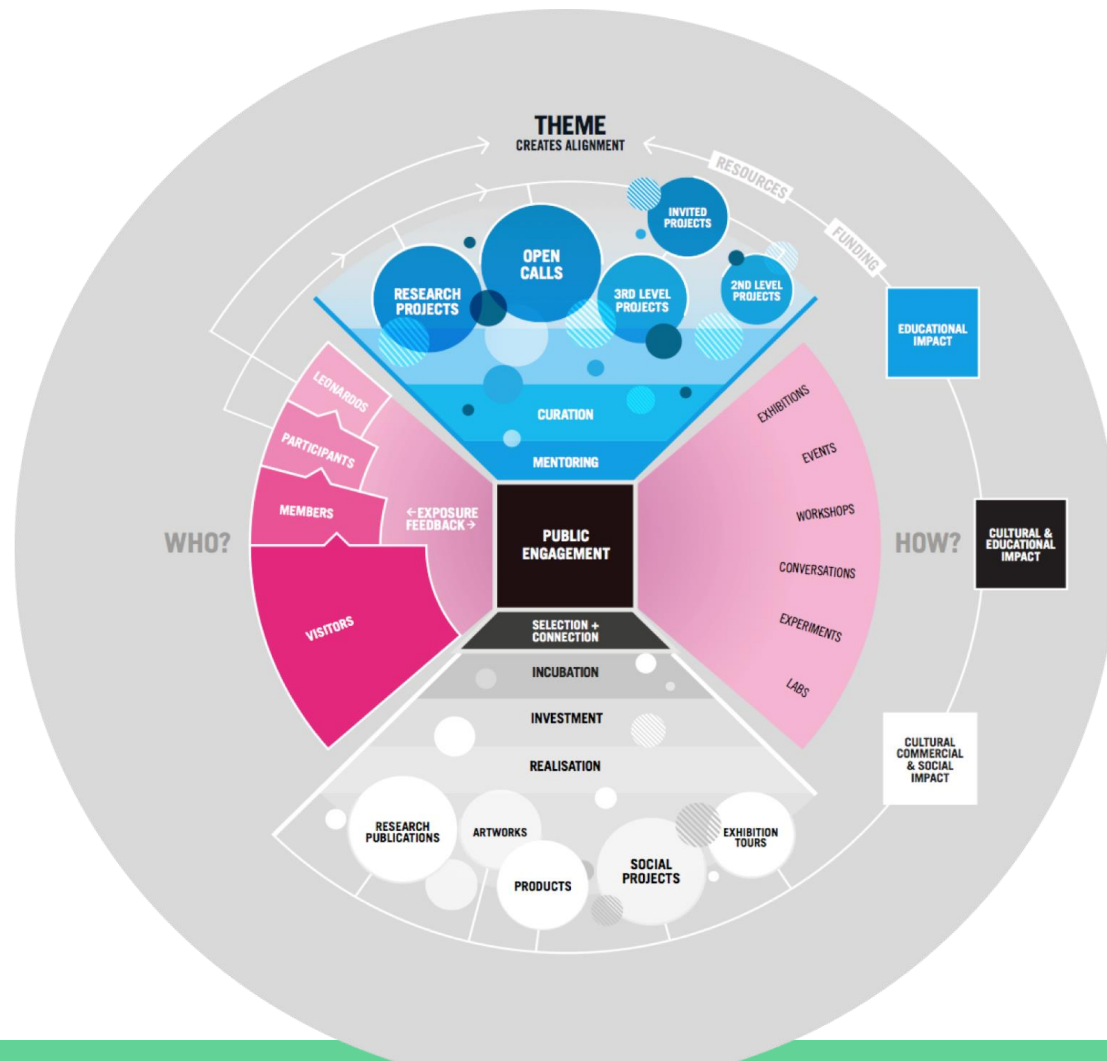 THEME
CREATES ALIGNMENT
RESOURCES
FUNDING
INVITED
PROJECTS
OPEN
CALLS
RESEARCH
PROJECTS
3RD LEVEL
PROJECTS
2ND LEVEL
PROJECTS
CURATION
MENTORING
EDUCATIONAL
IMPACT
LEONARDOS
PARTICIPANTS
MEMBERS
VISITORS
WHO?
←EXPOSURE
FEEDBACK→
PUBLIC
ENGAGEMENT
EXHIBITIONS
EVENTS
WORKSHOPS
CONVERSATIONS
EXPERIMENTS
LABS
HOW?
CULTURAL &
EDUCATIONAL
IMPACT
SELECTION +
CONNECTION
INCUBATION
INVESTMENT
REALISATION
CULTURAL
COMMERCIAL
& SOCIAL
IMPACT
RESEARCH
PUBLICATIONS
ARTWORKS
PRODUCTS
SOCIAL
PROJECTS
EXHIBITION
TOURS